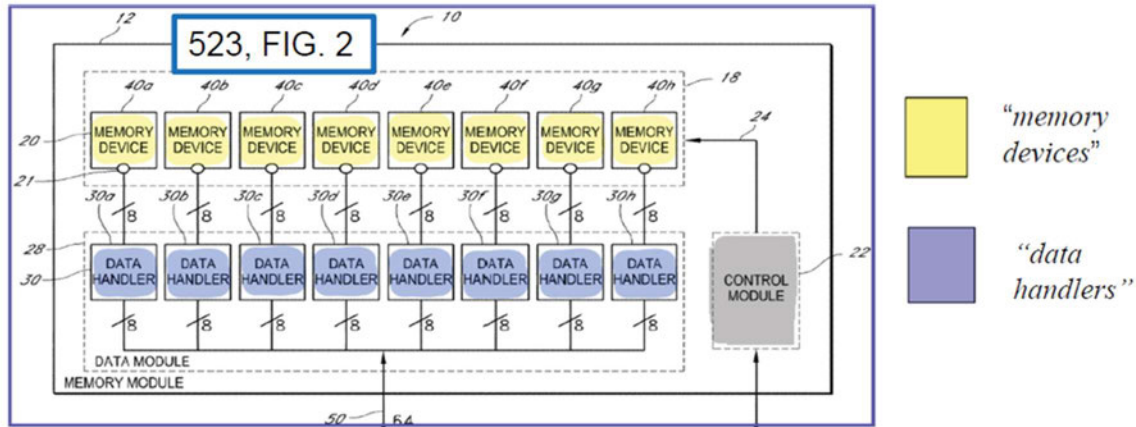 12
523, FIG. 2
10
40a 40b 40c 40d 40e 40f 40g 40h
18
20
MEMORY DEVICE MEMORY DEVICE MEMORY DEVICE MEMORY DEVICE MEMORY DEVICE MEMORY DEVICE MEMORY DEVICE MEMORY DEVICE
24
21
30a 30b 30c 30d 30e 30f 30g 30h
8 8 8 8 8 8 8 8
28
30
DATA HANDLER DATA HANDLER DATA HANDLER DATA HANDLER DATA HANDLER DATA HANDLER DATA HANDLER DATA HANDLER
22
CONTROL
MODULE
8 8 8 8 8 8 8 8
DATA MODULE
MEMORY MODULE
50
64
"memory
devices"
"data
handlers"